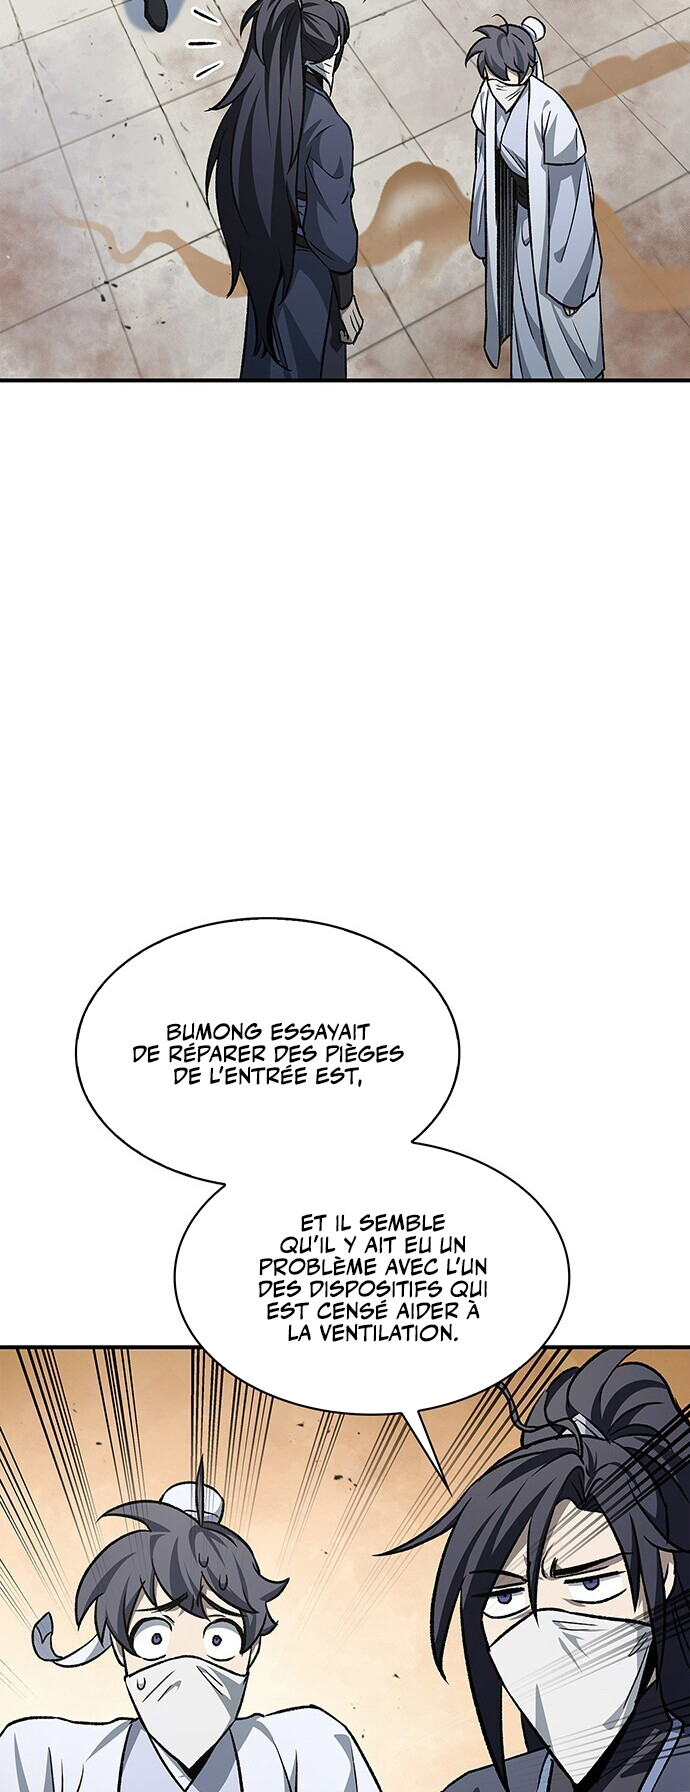 BUMONG ESSAYAIT
DE RÉPARER DES PIÈGES
DE L'ENTRÉE EST,
ET IL SEMBLE
QU'IL Y AIT EU UN
PROBLÈME AVEC L'UN
DES DISPOSITIFS QUI
EST CENSÉ AIDER À
LA VENTILATION.